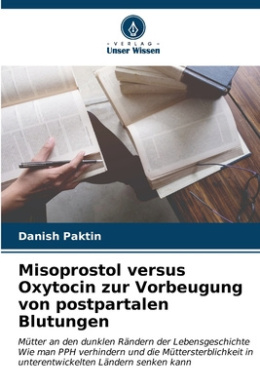 VERLAG
Unser Wissen
Danish Paktin
Misoprostol versus
Oxytocin zur Vorbeugung
von postpartalen
Blutungen
Mütter an den dunklen Rändern der Lebensgeschichte
Wie man PPH verhindern und die Müttersterblichkeit in
unterentwickelten Ländern senken kann